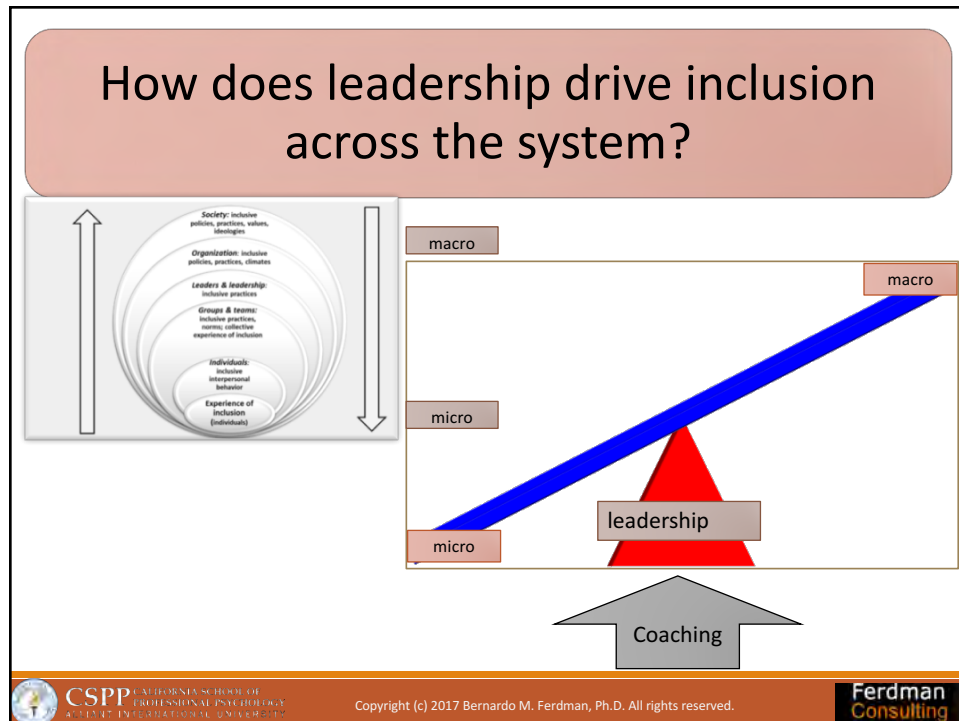 How does leadership drive inclusion
across the system?
Society: inclusive
policies, practices, values,
ideologies
Organization: inclusive
policies, practices, climates
Leaders & leadership:
inclusive practices
Groups & teams:
inclusive practices,
norms; collective
experience of inclusion
Individuals:
inclusive
interpersonal
behavior
Experience of
inclusion
(individuals)
macro
micro
macro
micro
leadership
Coaching
CSPP CALIFORNIA SCHOOL OF
PROFESSIONAL PSYCHOLOGY
ALLIANT INTERNATIONAL UNIVERSITY
Copyright (c) 2017 Bernardo M. Ferdman, Ph.D. All rights reserved.
Ferdman
Consulting